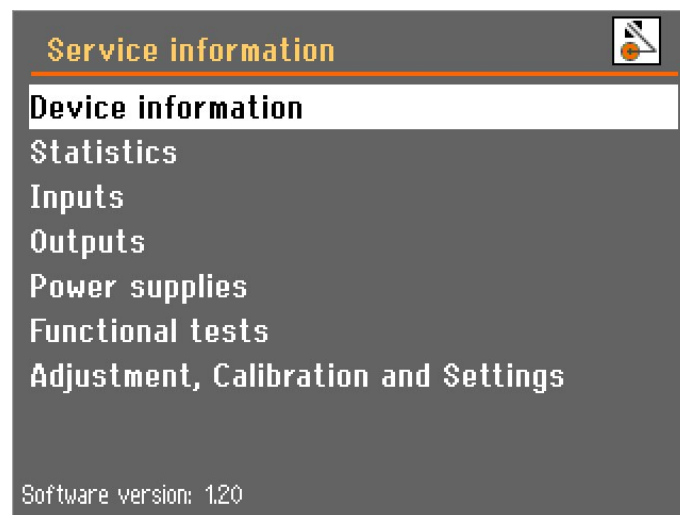 Service information
Device information
Statistics
Inputs
Outputs
Power supplies
Functional tests
Adjustment, Calibration and Settings
Software version: 1.20